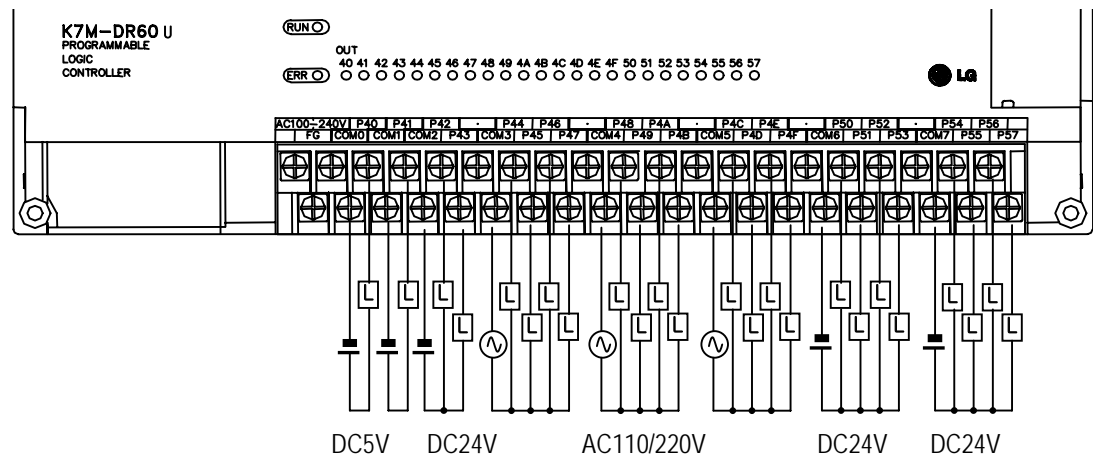 K7M-DR60 U
PROGRAMMABLE
LOGIC
CONTROLLER
RUN
ERR
OUT
40 41 42 43 44 45 46 47 48 49 4A 4B 4C 4D 4E 4F 50 51 52 53 54 55 56 57
LG
AC100~240V P40 P41 P42 · P44 P46 · P48 P4A · P4C P4E · P50 P52 · P54 P56
FG COM0 COM1 COM2 P43 COM3 P45 P47 COM4 P49 P4B COM5 P4D P4F COM6 P51 P53 COM7 P55 P57
L L L L L L L L L L L L L L L L L L
L L L L L L
DC5V DC24V AC110/220V DC24V DC24V